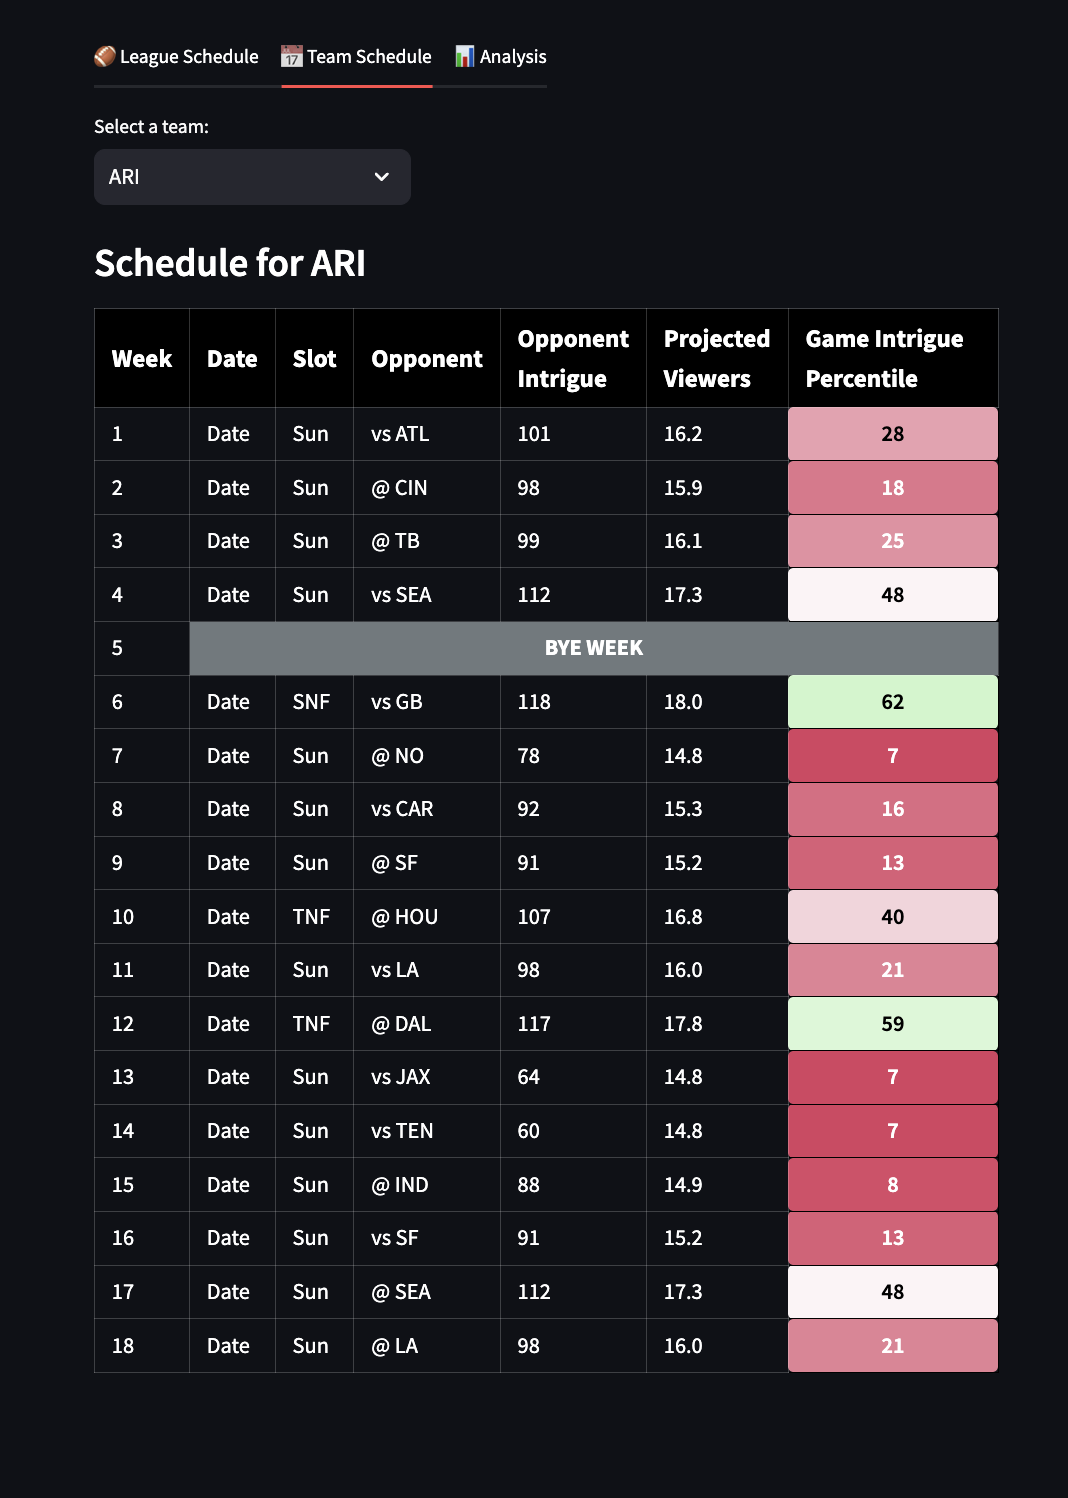 League Schedule Team Schedule Analysis
Select a team:
ARI
Schedule for ARI
Week Date Slot Opponent Opponent Intrigue Projected Viewers Game Intrigue Percentile
1 Date Sun vs ATL 101 16.2 28
2 Date Sun @ CIN 98 15.9 18
3 Date Sun @ TB 99 16.1 25
4 Date Sun vs SEA 112 17.3 48
5 BYE WEEK
6 Date SNF vs GB 118 18.0 62
7 Date Sun @ NO 78 14.8 7
8 Date Sun vs CAR 92 15.3 16
9 Date Sun @ SF 91 15.2 13
10 Date TNF @ HOU 107 16.8 40
11 Date Sun vs LA 98 16.0 21
12 Date TNF @ DAL 117 17.8 59
13 Date Sun vs JAX 64 14.8 7
14 Date Sun vs TEN 60 14.8 7
15 Date Sun @ IND 88 14.9 8
16 Date Sun vs SF 91 15.2 13
17 Date Sun @ SEA 112 17.3 48
18 Date Sun @ LA 98 16.0 21